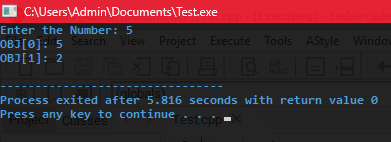 C:\Users\Admin\Documents\Test.exe
Enter the Number: 5
OBJ[0]: 5
OBJ[1]: 2
--------------------------------
Process exited after 5.816 seconds with return value 0
Press any key to continue . . .